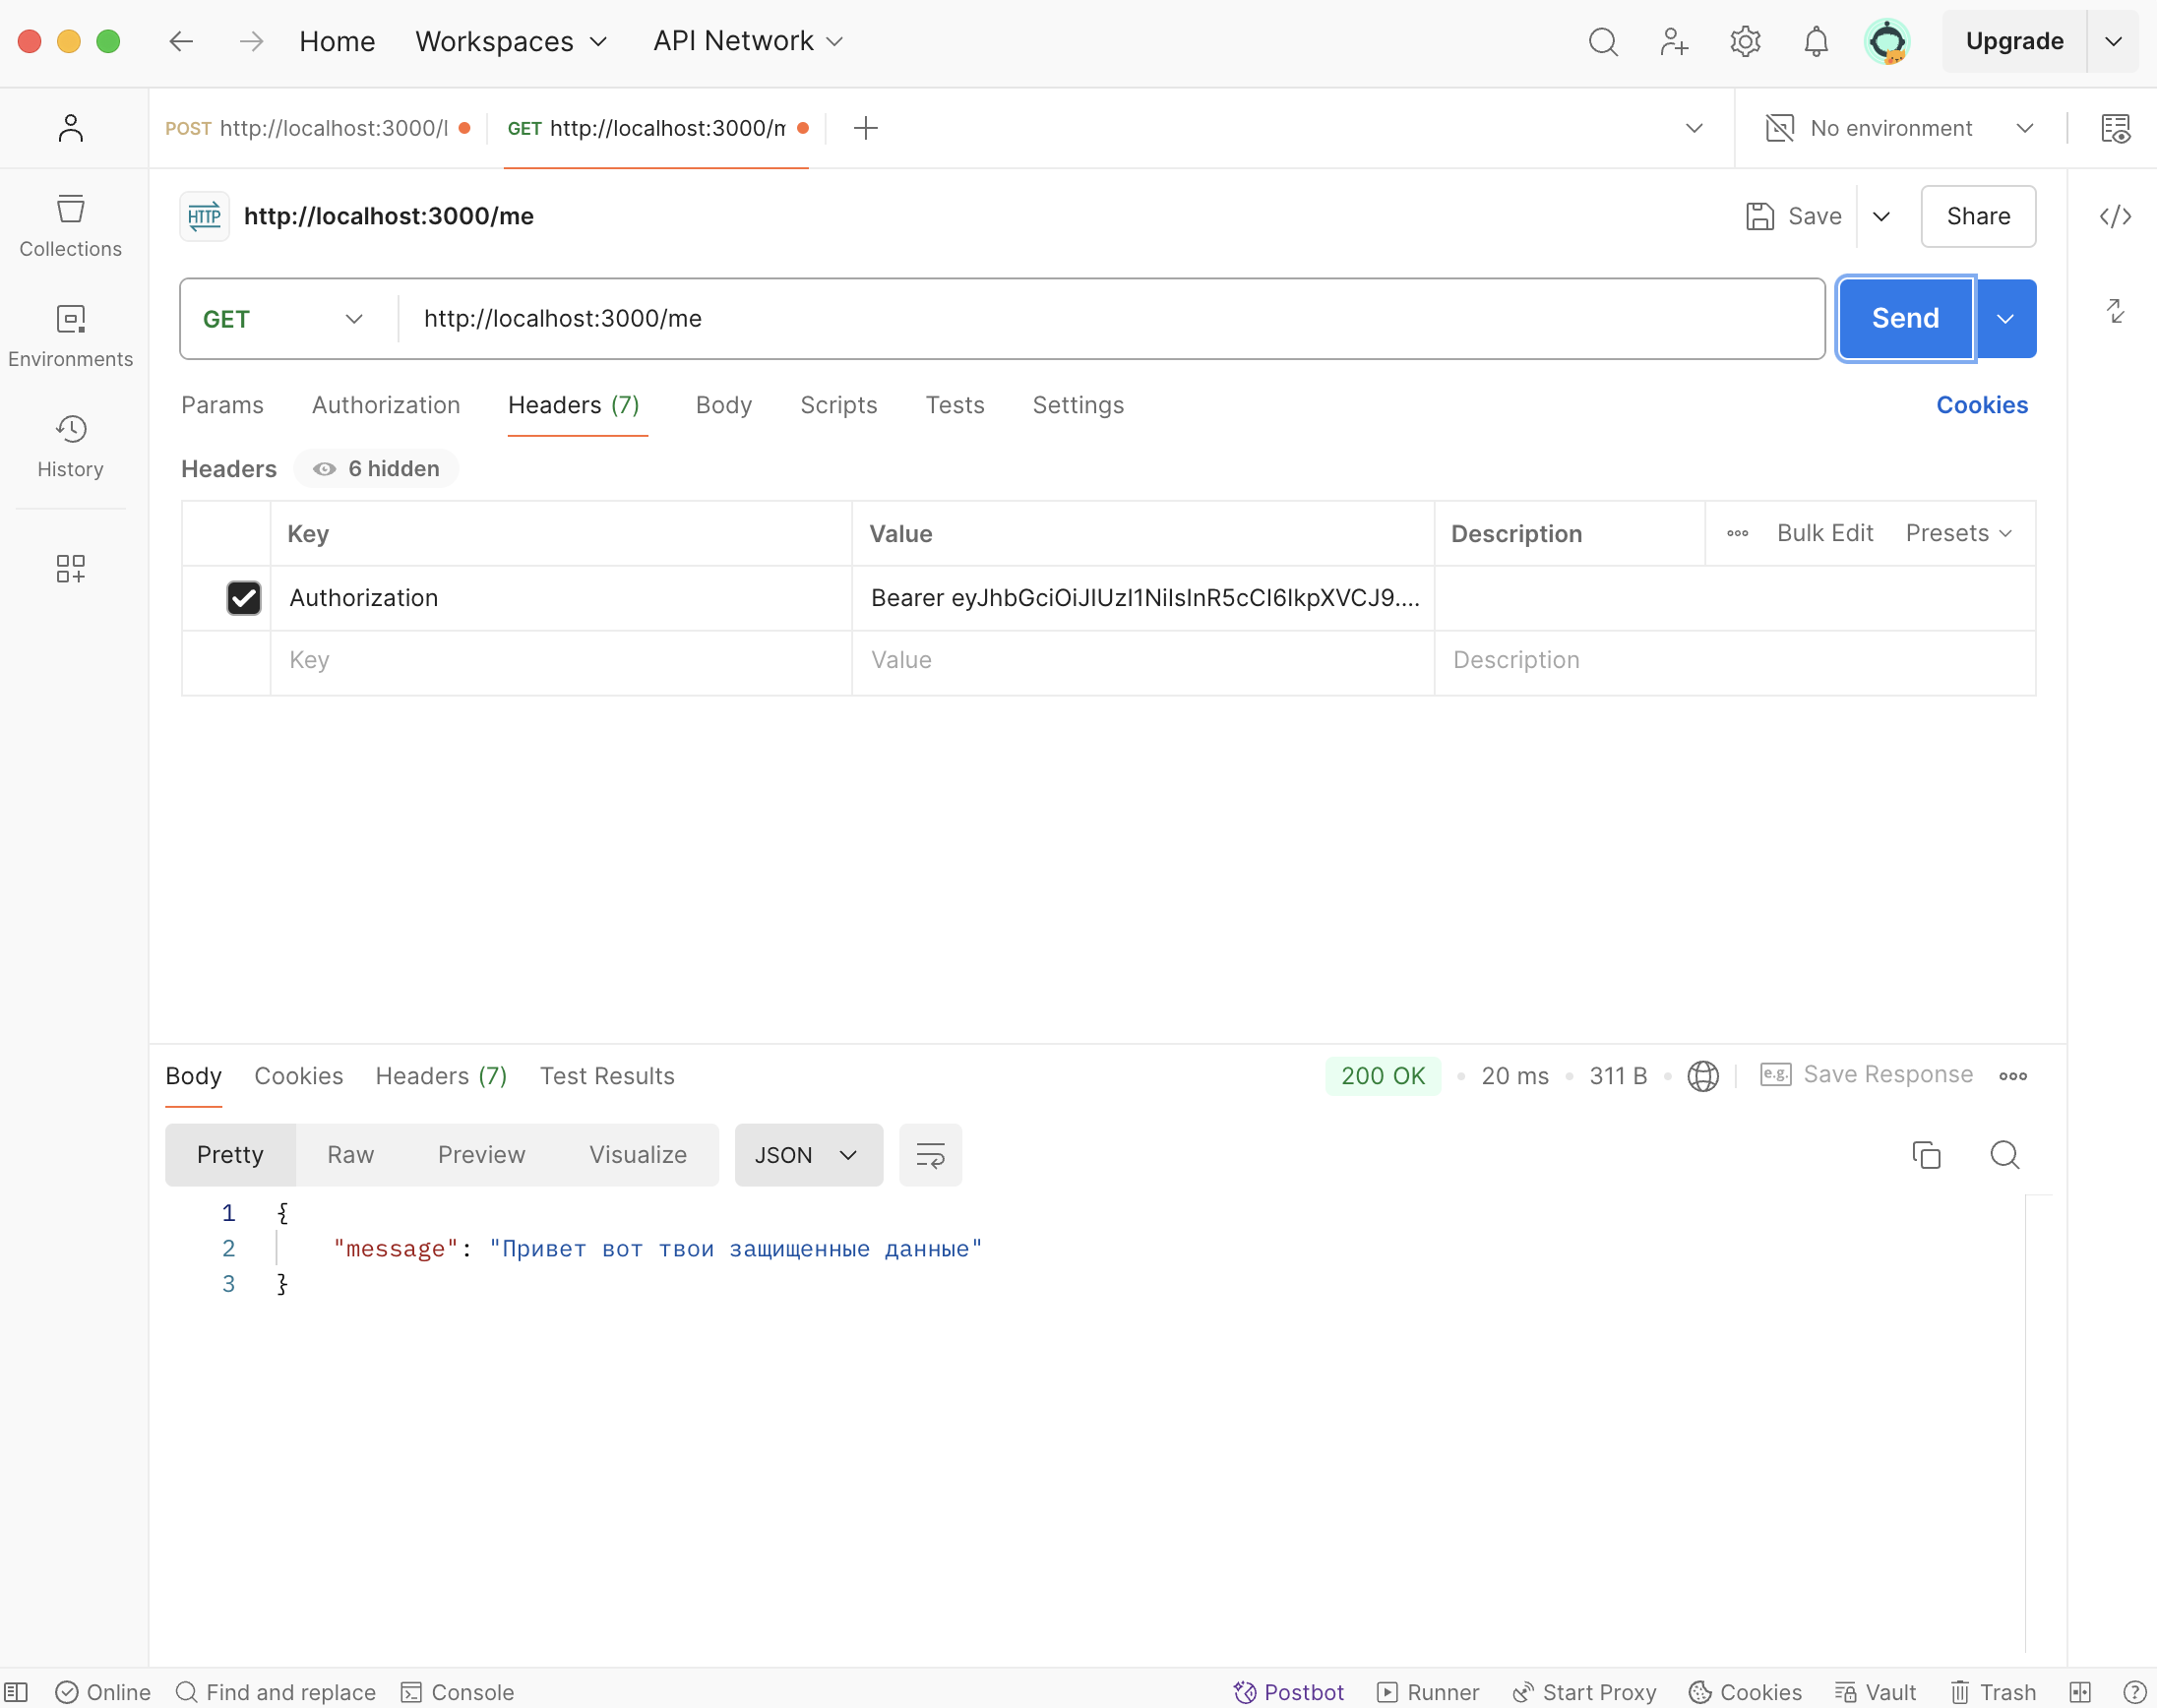 Home Workspaces API Network Upgrade
POST http://localhost:3000/l GET http://localhost:3000/m No environment
HTTP http://localhost:3000/me Save Share
Collections
GET http://localhost:3000/me Send
Environments
Params Authorization Headers (7) Body Scripts Tests Settings Cookies
History
Headers 6 hidden
Key Value Description Bulk Edit Presets
Authorization Bearer eyJhbGciOiJIUzI1NiIsInR5cCI6IkpXVCJ9....
Key Value Description
Body Cookies Headers (7) Test Results 200 OK 20 ms 311 B e.g. Save Response
Pretty Raw Preview Visualize JSON
1 {
2 "message": "Привет вот твои защищенные данные"
3 }
Online Find and replace Console Postbot Runner Start Proxy Cookies Vault Trash